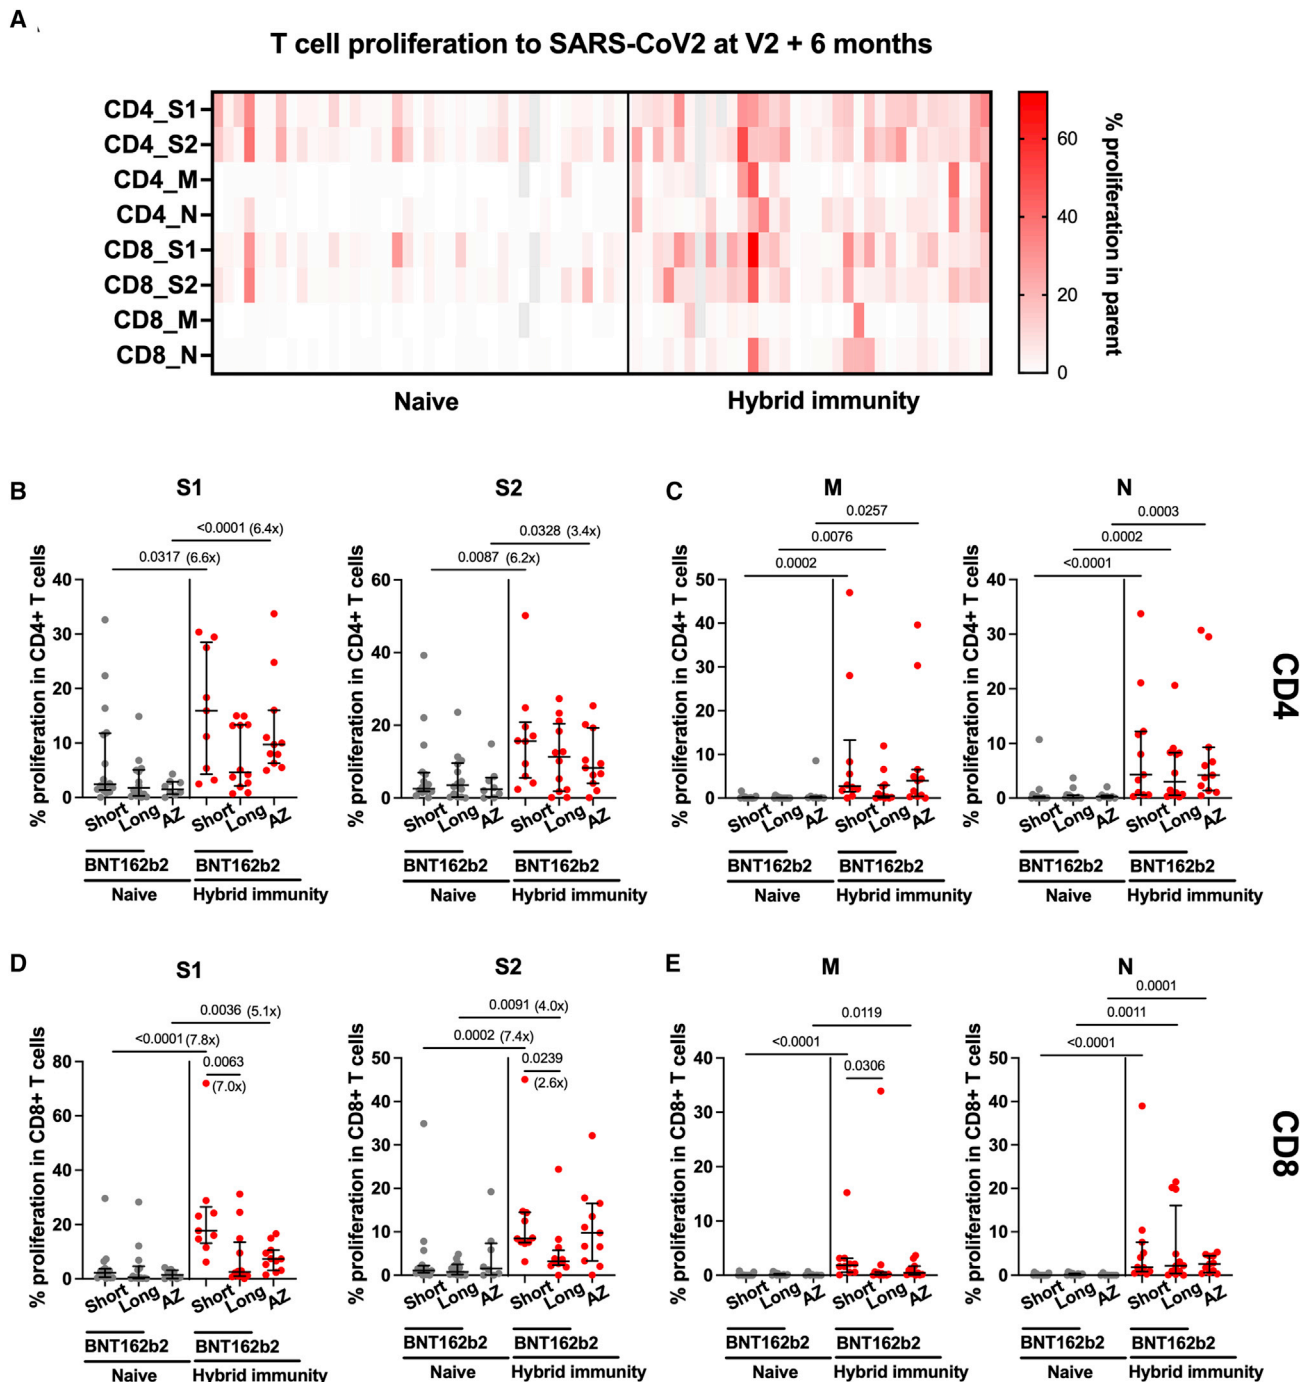 A
T cell proliferation to SARS-CoV2 at V2 + 6 months
CD4_S1
CD4_S2
CD4_M
CD4_N
CD8_S1
CD8_S2
CD8_M
CD8_N
Naive
Hybrid immunity
60
40
20
0
% proliferation in parent
B
S1
<0.0001 (6.4x)
0.0317 (6.6x)
% proliferation in CD4+ T cells
40
30
20
10
0
Short
Long
AZ
Short
Long
AZ
BNT162b2
BNT162b2
Naive
Hybrid immunity
S2
0.0328 (3.4x)
0.0087 (6.2x)
% proliferation in CD4+ T cells
60
40
20
0
Short
Long
AZ
Short
Long
AZ
BNT162b2
BNT162b2
Naive
Hybrid immunity
C
M
0.0257
0.0076
0.0002
% proliferation in CD4+ T cells
50
40
30
20
10
0
Short
Long
AZ
Short
Long
AZ
BNT162b2
BNT162b2
Naive
Hybrid immunity
N
0.0003
0.0002
<0.0001
% proliferation in CD4+ T cells
40
30
20
10
0
Short
Long
AZ
Short
Long
AZ
BNT162b2
BNT162b2
Naive
Hybrid immunity
CD4
D
S1
0.0036 (5.1x)
<0.0001 (7.8x)
0.0063
(7.0x)
% proliferation in CD8+ T cells
80
60
40
20
0
Short
Long
AZ
Short
Long
AZ
BNT162b2
BNT162b2
Naive
Hybrid immunity
S2
0.0091 (4.0x)
0.0002 (7.4x)
0.0239
(2.6x)
% proliferation in CD8+ T cells
50
40
30
20
10
0
Short
Long
AZ
Short
Long
AZ
BNT162b2
BNT162b2
Naive
Hybrid immunity
E
M
0.0119
<0.0001
0.0306
% proliferation in CD8+ T cells
40
30
20
10
0
Short
Long
AZ
Short
Long
AZ
BNT162b2
BNT162b2
Naive
Hybrid immunity
N
0.0001
0.0011
<0.0001
% proliferation in CD8+ T cells
50
40
30
20
10
0
Short
Long
AZ
Short
Long
AZ
BNT162b2
BNT162b2
Naive
Hybrid immunity
CD8